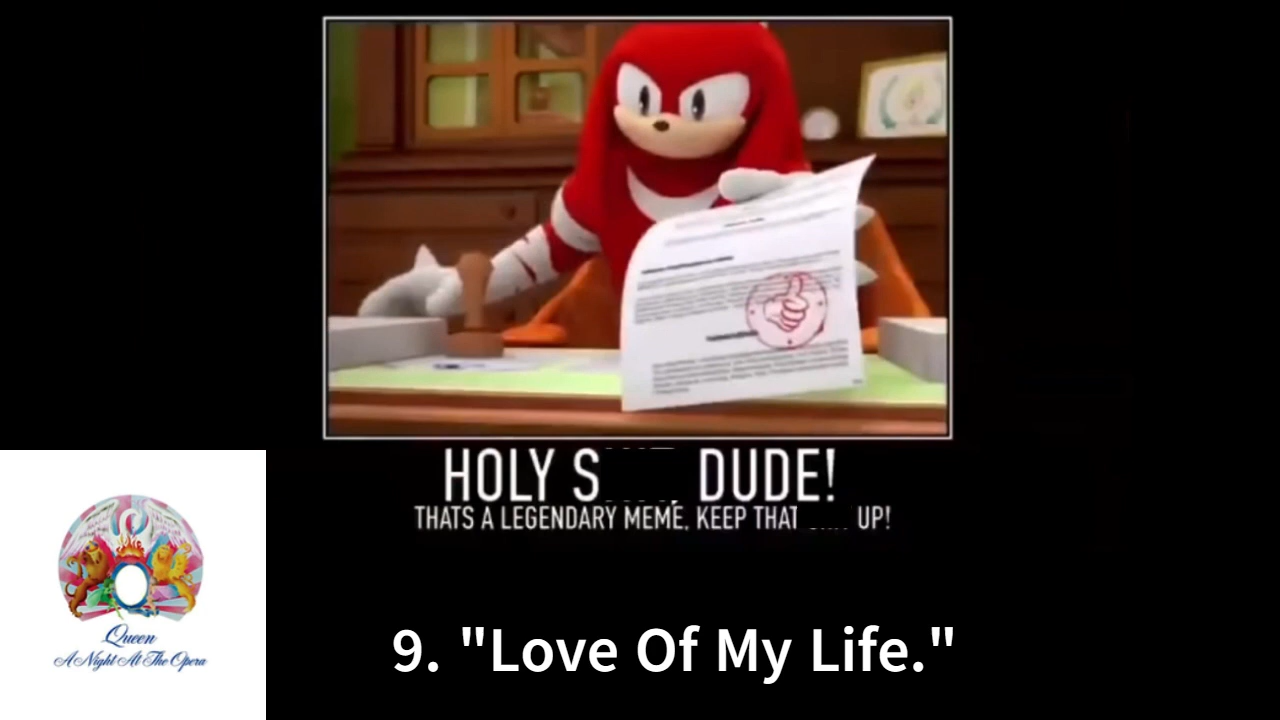 HOLY S DUDE!
THATS A LEGENDARY MEME, KEEP THAT UP!
Queen
A Night At The Opera
9. "Love Of My Life."